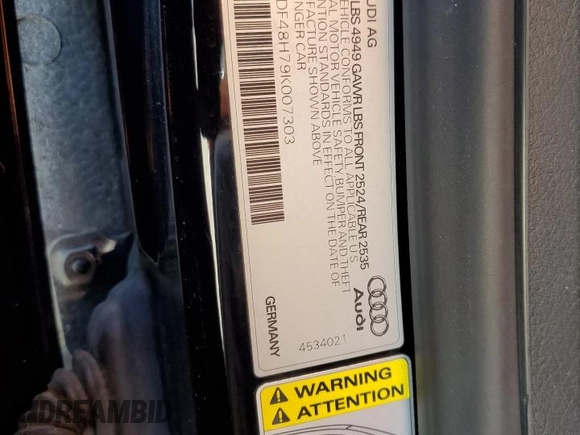 UDI AG
LBS 4949 GAWR LBS FRONT 2524/REAR 2535
VEHICLE CONFORMS TO ALL APPLICABLE U.S.
AL MOTOR VEHICLE SAFETY, BUMPER AND THEFT
NTION STANDARDS IN EFFECT ON THE DATE OF
FACTURE SHOWN ABOVE
DF48H79K007303
NGER CAR
Audi
4534021
GERMANY
WARNING
ATTENTION
IDREAMBID